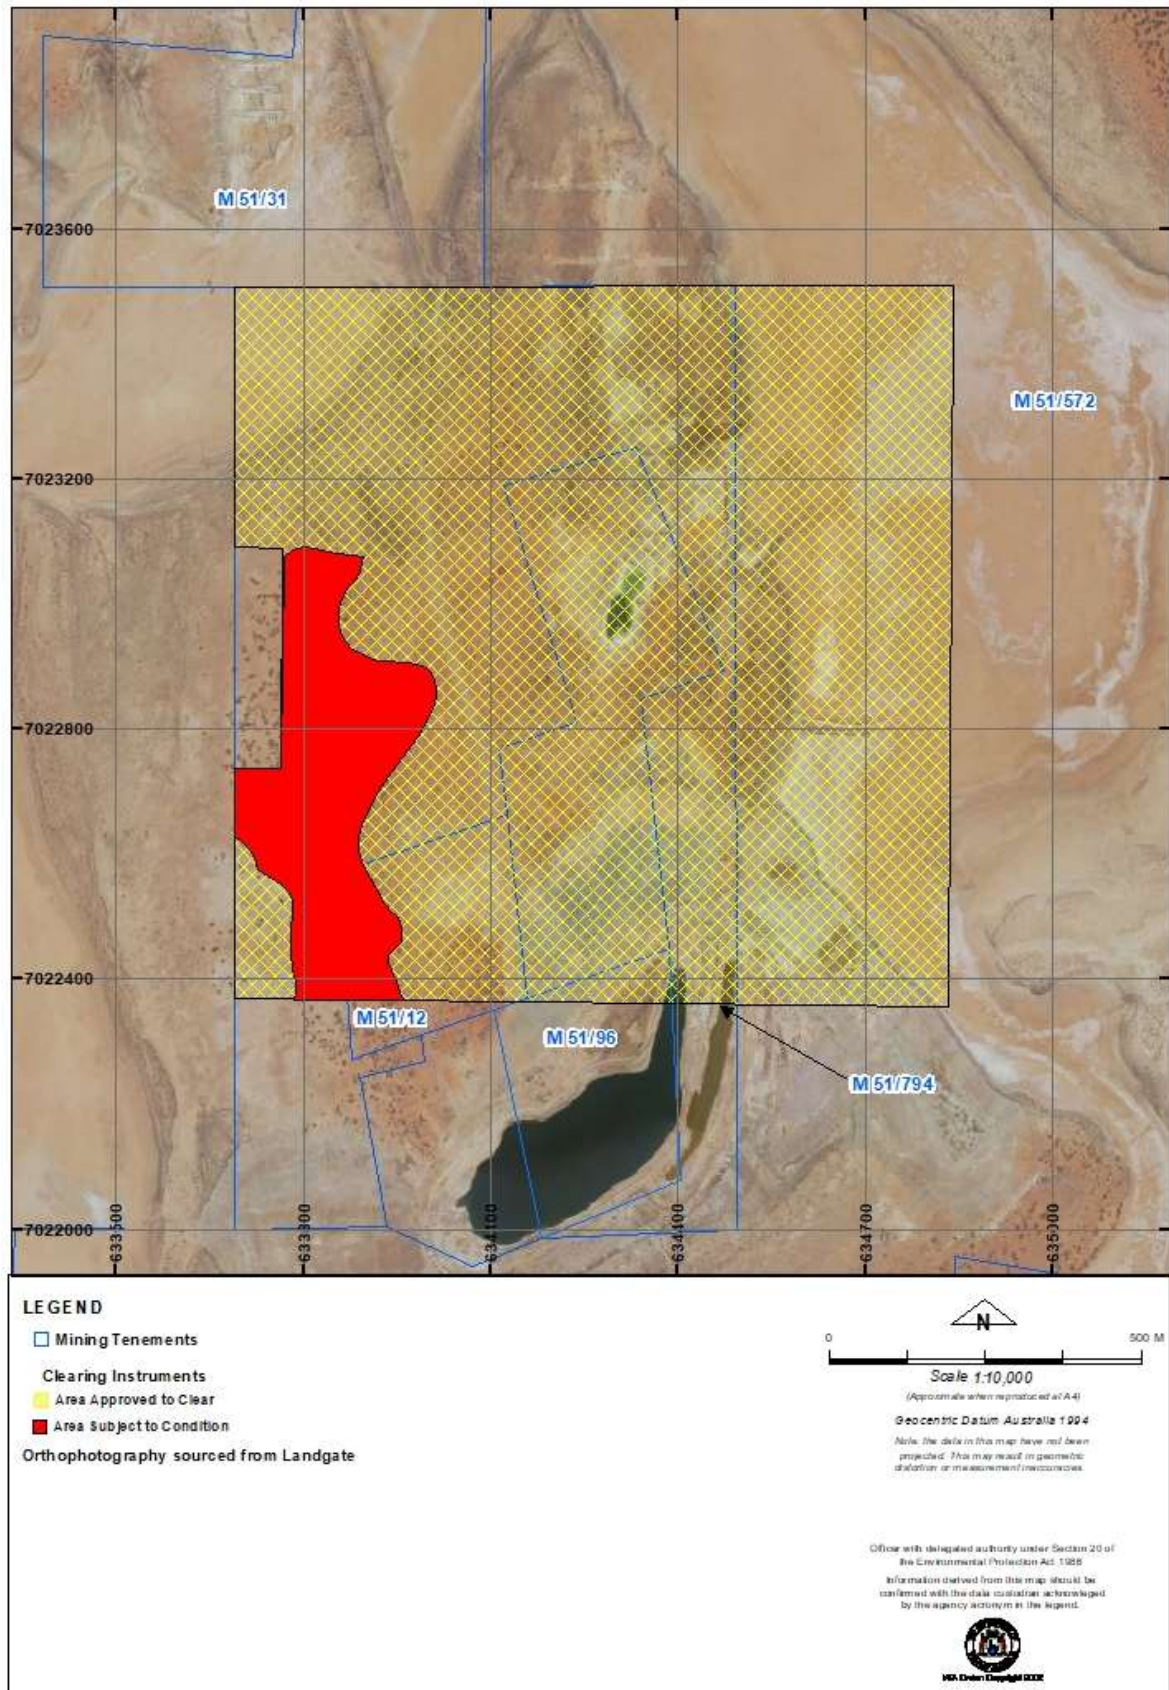 M 51/31
7023600
M 51/572
7023200
7022800
7022400
M 51/12
M 51/96
M 51/794
7022000
633500
633800
634100
634400
634700
635000
LEGEND
Mining Tenements
Clearing Instruments
Area Approved to Clear
Area Subject to Condition
Orthophotography sourced from Landgate
N
0 500 M
Scale 1:10,000
(Approximate when reproduced at A4)
Geocentric Datum Australia 1994
Note: the data in this map have not been
projected. This may result in geometric
distortion or measurement inaccuracies.
Officer with delegated authority under Section 20 of
the Environmental Protection Act 1986
Information derived from this map should be
confirmed with the data custodian acknowledged
by the agency acronym in the legend.